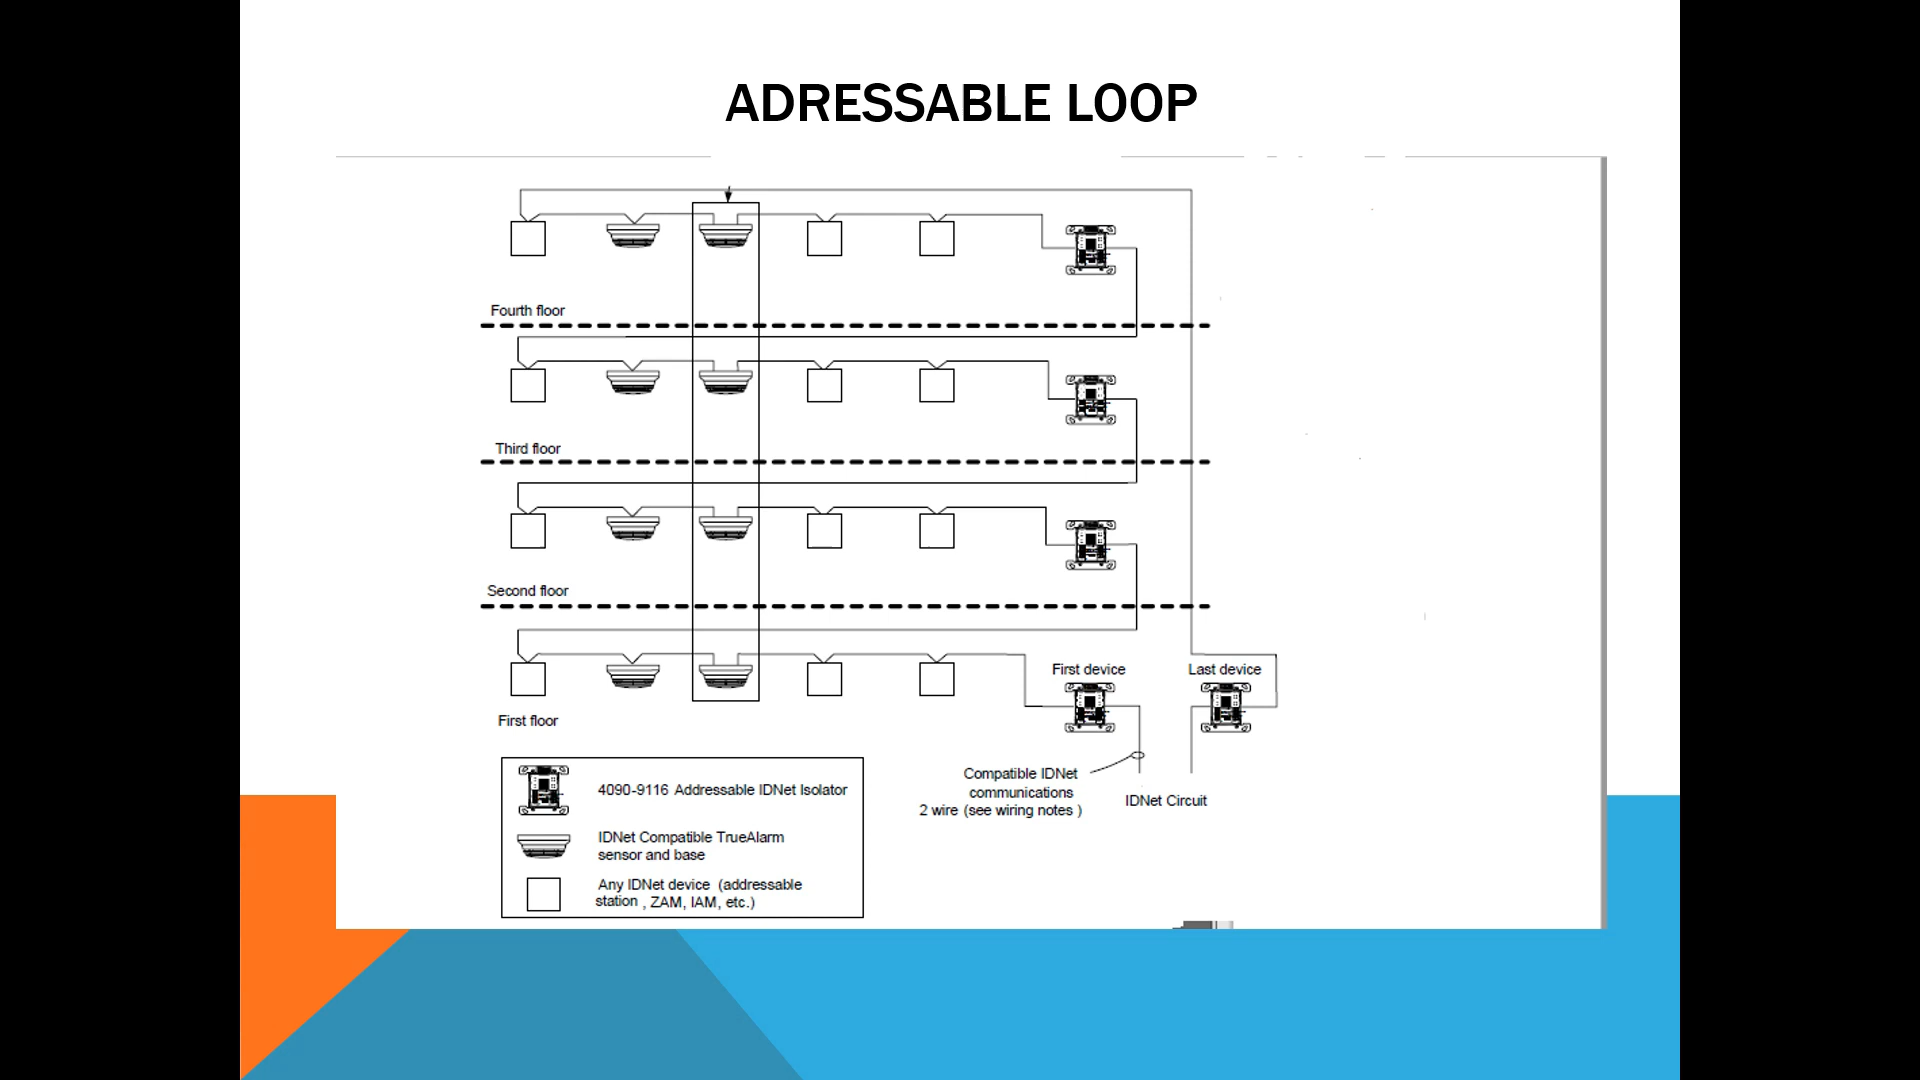 ADRESSABLE LOOP
Fourth floor
Third floor
Second floor
First device
Last device
First floor
Compatible IDNet
communications
2 wire (see wiring notes )
IDNet Circuit
4090-9116 Addressable IDNet Isolator
IDNet Compatible TrueAlarm
sensor and base
Any IDNet device (addressable
station , ZAM, IAM, etc.)